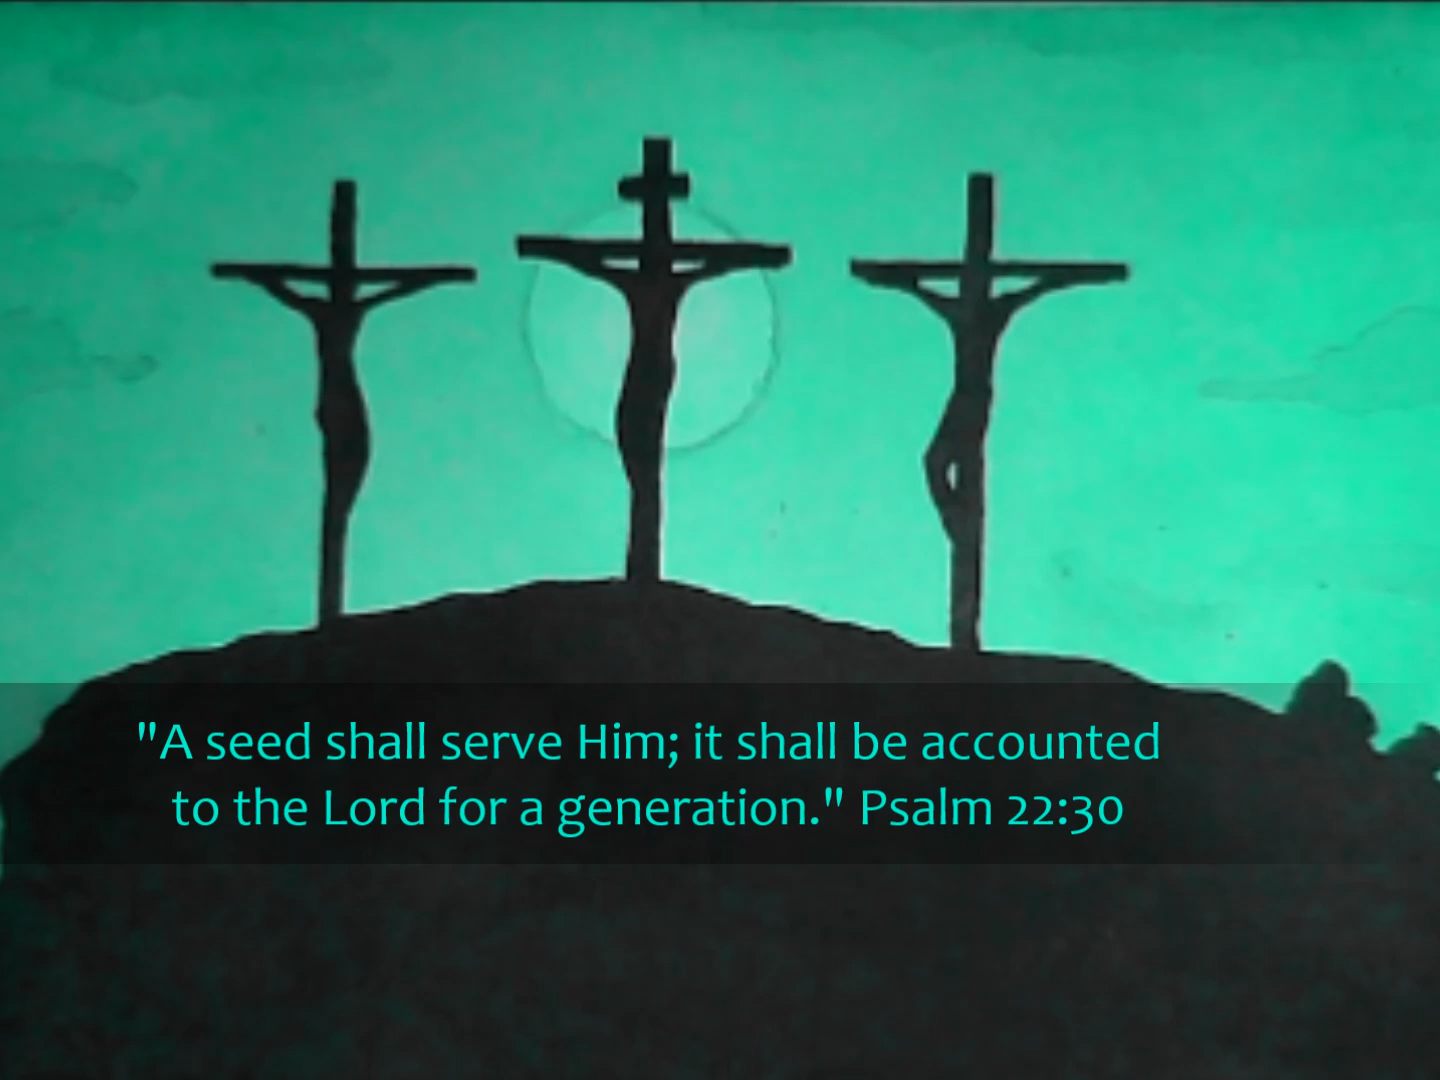 "A seed shall serve Him; it shall be accounted
to the Lord for a generation." Psalm 22:30